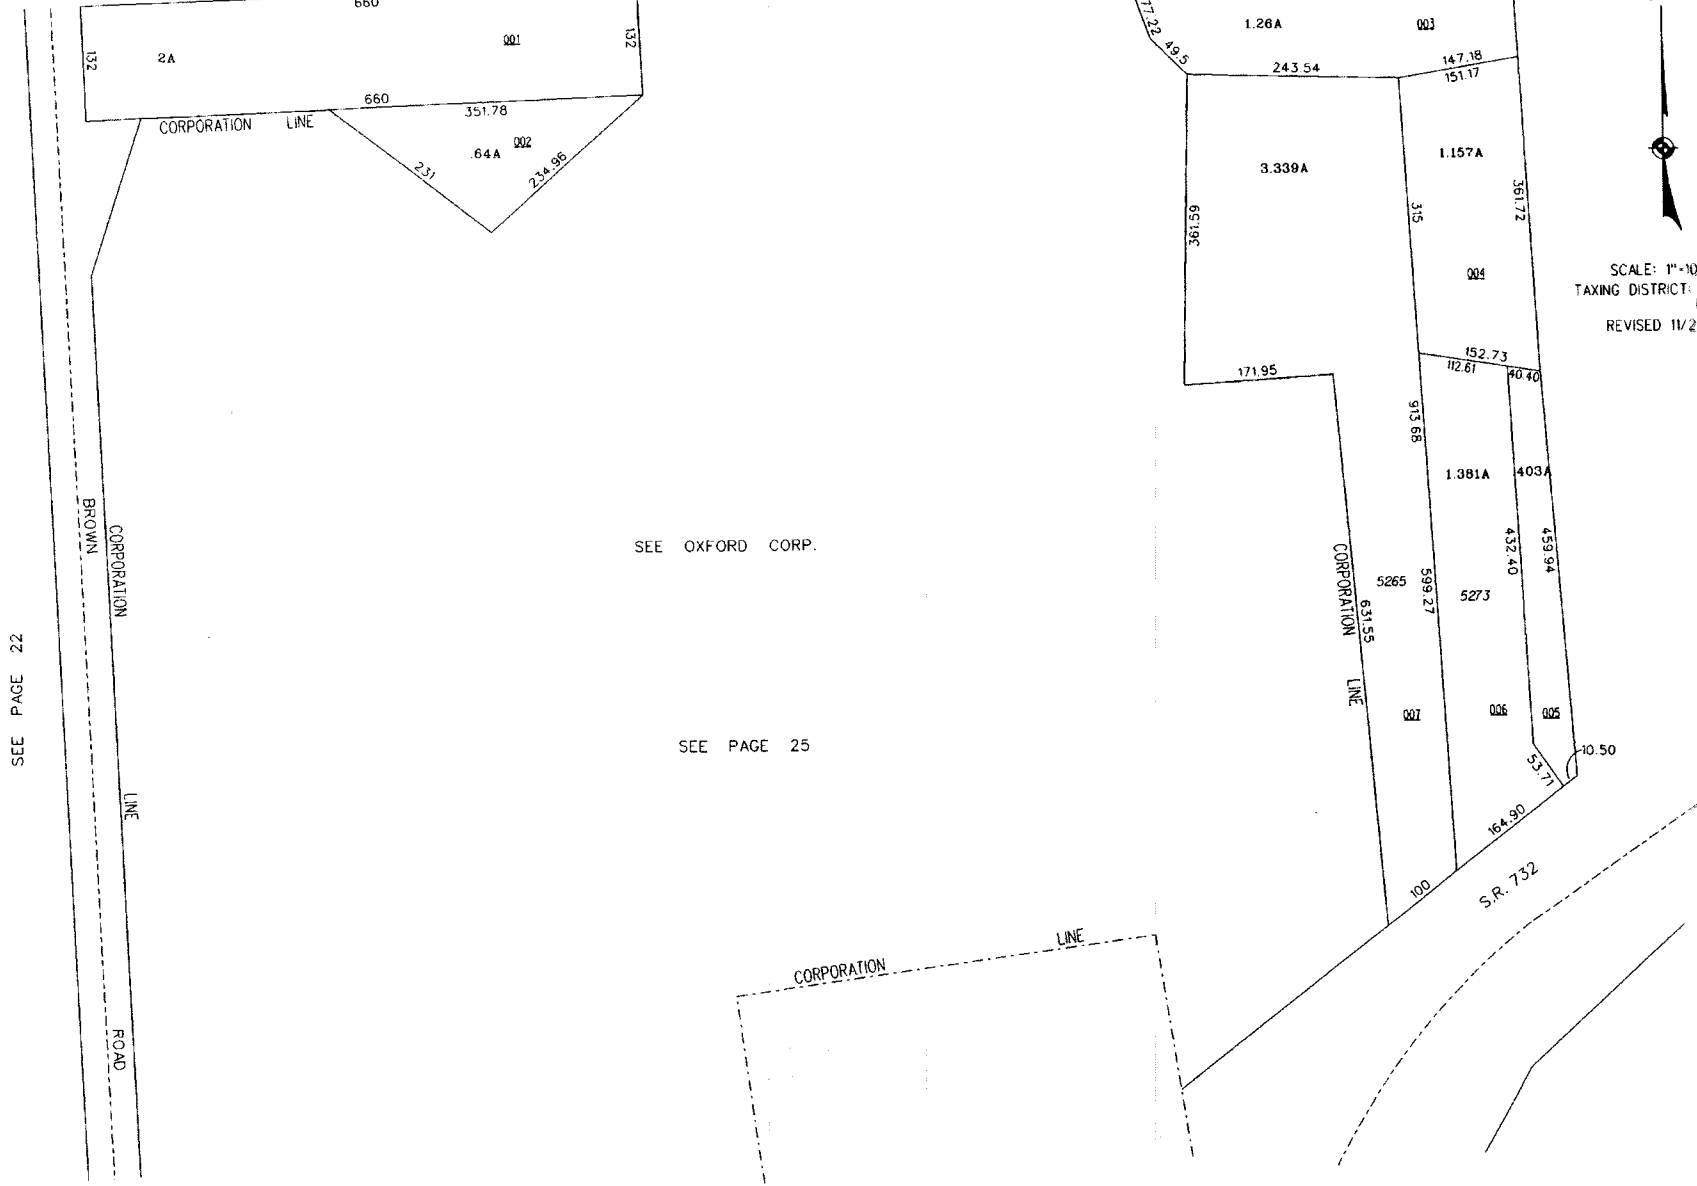 660
132
2A
001
132
660
351.78
CORPORATION LINE
002
.64A
231
234.96
77.22
49.5
1.26A
003
243.54
147.18
151.17
3.339A
1.157A
361.59
315
361.72
004
SCALE: 1"=10
TAXING DISTRICT:
REVISED 11/2
171.95
152.73
112.61
40.40
913.68
1.381A
.403A
BROWN
CORPORATION
SEE OXFORD CORP.
CORPORATION
631.55
5265
599.27
5273
432.40
459.94
SEE PAGE 22
LINE
007
006
005
SEE PAGE 25
10.50
53.71
LINE
164.90
100
S.R. 732
CORPORATION LINE
ROAD